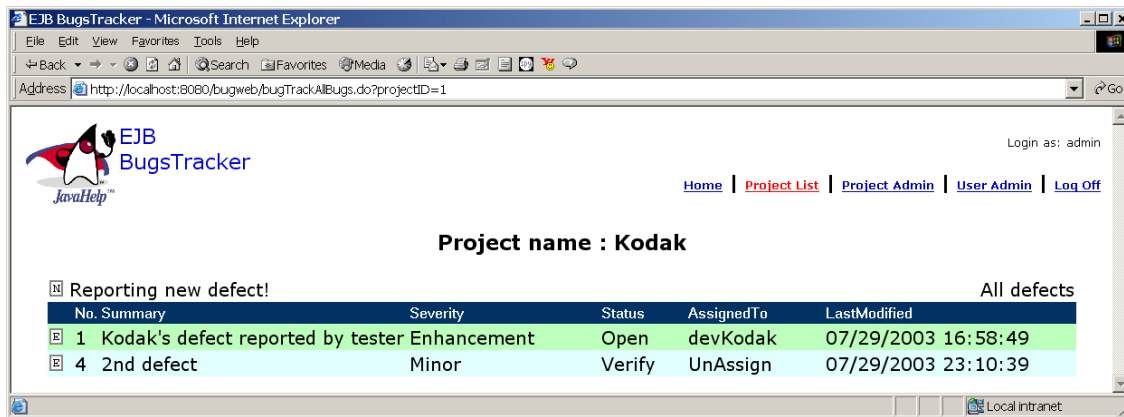 EJB BugsTracker - Microsoft Internet Explorer
File Edit View Favorites Tools Help
Back Search Favorites Media
Address http://localhost:8080/bugweb/bugTrackAllBugs.do?projectID=1 Go
EJB
BugsTracker
JavaHelp™
Login as: admin
Home | Project List | Project Admin | User Admin | Log Off
Project name : Kodak
N Reporting new defect! All defects
No. Summary Severity Status AssignedTo LastModified
E 1 Kodak's defect reported by tester Enhancement Open devKodak 07/29/2003 16:58:49
E 4 2nd defect Minor Verify UnAssign 07/29/2003 23:10:39
Local intranet